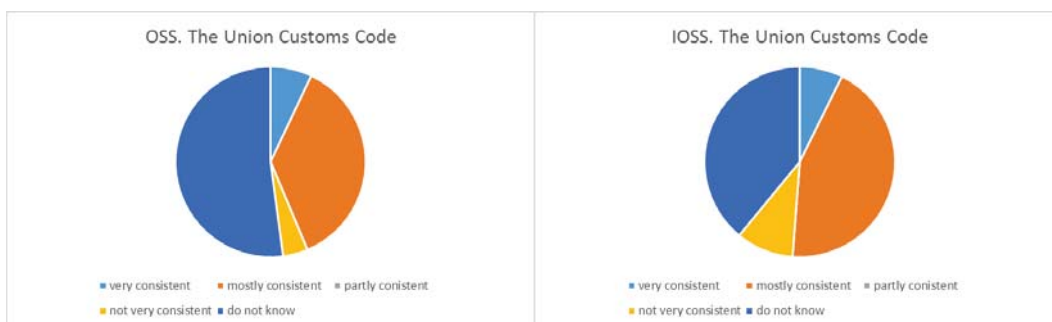 OSS. The Union Customs Code
very consistent mostly consistent partly conistent
not very consistent do not know
IOSS. The Union Customs Code
very consistent mostly consistent partly conistent
not very consistent do not know